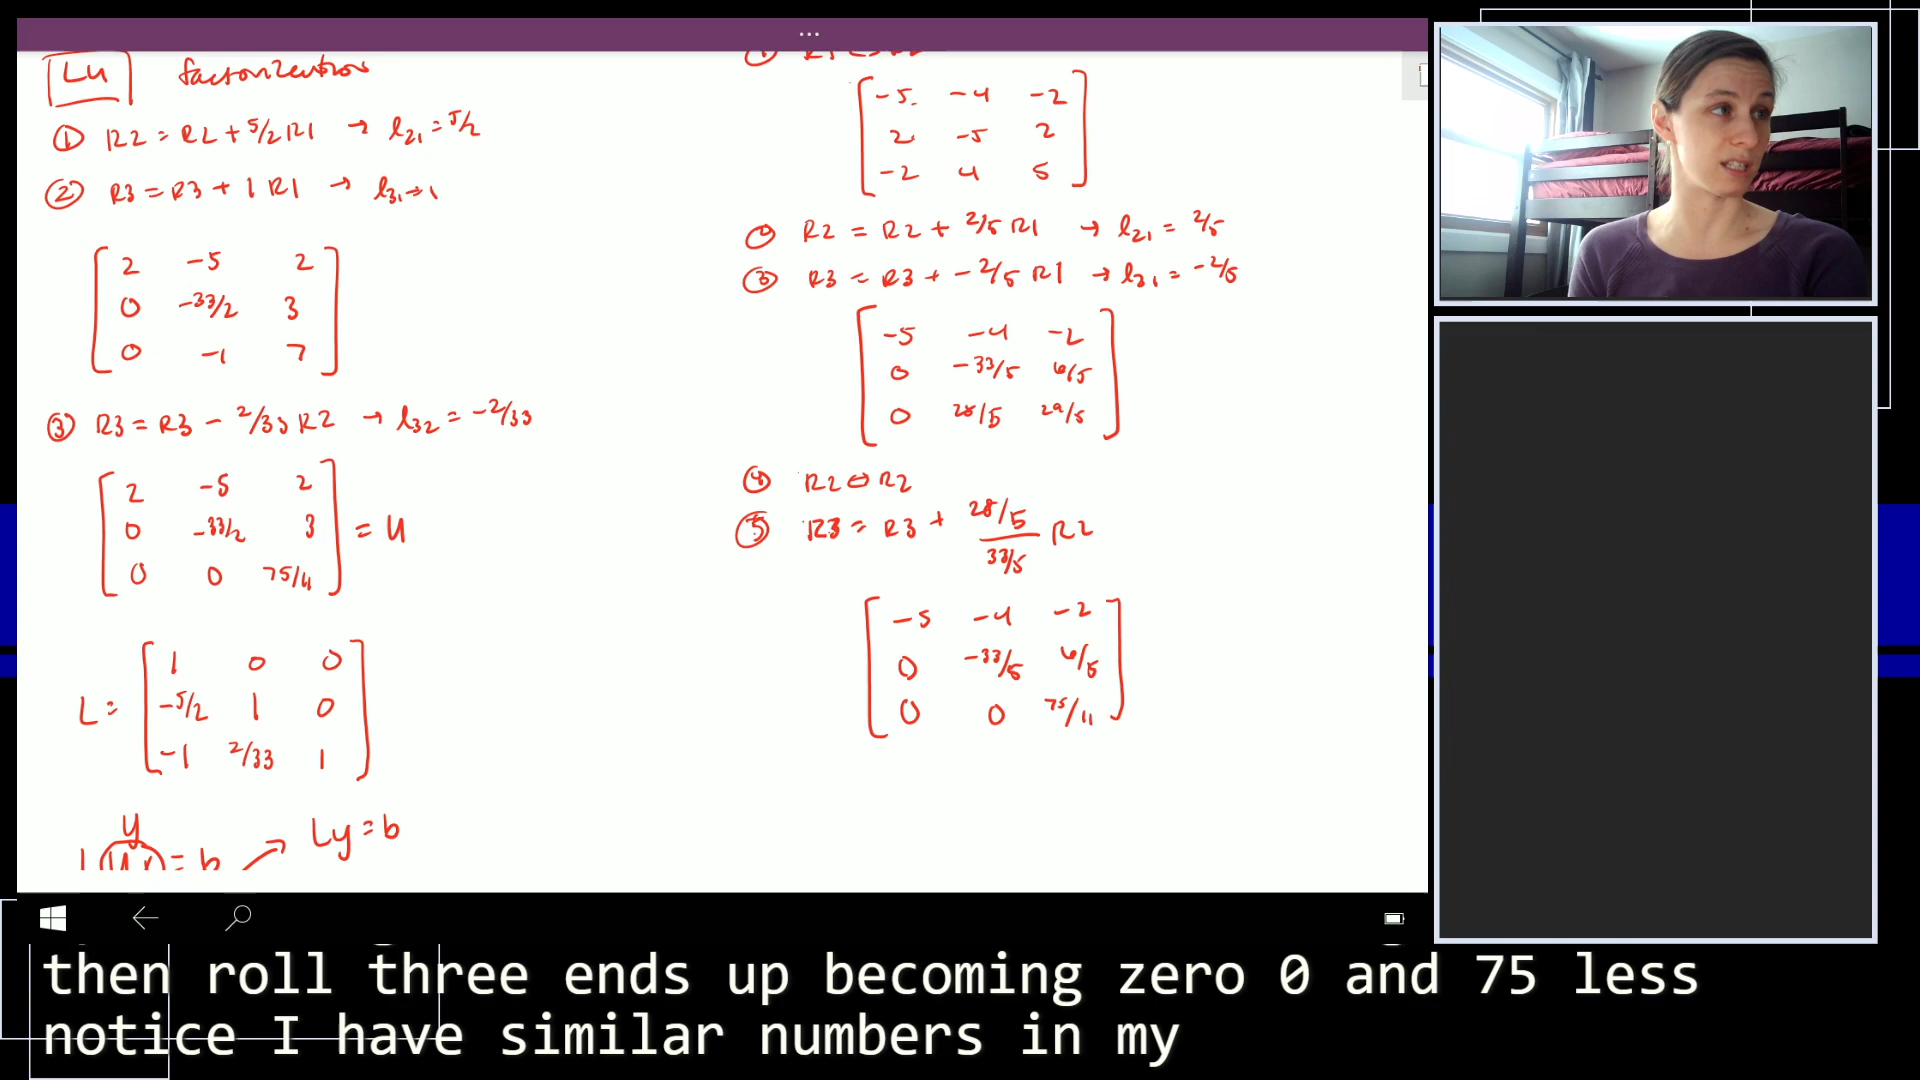 LU factorization
① R2 = R2 + 5/2 R1 → l21 = 5/2
② R3 = R3 + 1 R1 → l31 → 1
2 -5 2
0 -33/2 3
0 -1 7
③ R3 = R3 - 2/33 R2 → l32 = -2/33
2 -5 2
0 -33/2 3 = U
0 0 75/11
1 0 0
L = -5/2 1 0
-1 2/33 1
y
= b → Ly = b
...
-5 -4 -2
2 -5 2
-2 4 5
R2 = R2 + 2/5 R1 → l21 = 2/5
③ R3 = R3 + -2/5 R1 → l31 = -2/5
-5 -4 -2
0 -33/5 6/5
0 28/5 29/5
④ R2 ⇔ R2
⑤ R3 = R3 + 28/5 / 33/5 R2
-5 -4 -2
0 -33/5 6/5
0 0 75/11
then roll three ends up becoming zero 0 and 75 less
notice I have similar numbers in my